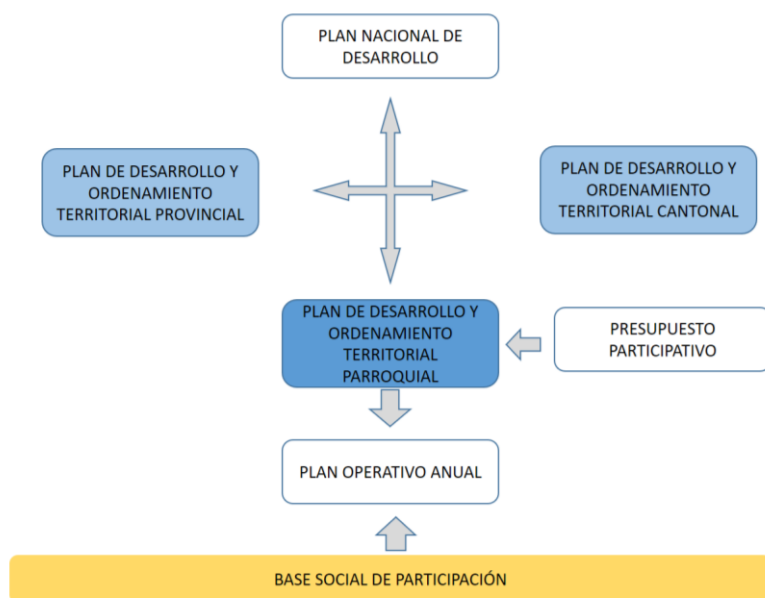 PLAN NACIONAL DE
DESARROLLO
PLAN DE DESARROLLO Y
ORDENAMIENTO
TERRITORIAL PROVINCIAL
PLAN DE DESARROLLO Y
ORDENAMIENTO
TERRITORIAL CANTONAL
PLAN DE DESARROLLO Y
ORDENAMIENTO
TERRITORIAL
PARROQUIAL
PRESUPUESTO
PARTICIPATIVO
PLAN OPERATIVO ANUAL
BASE SOCIAL DE PARTICIPACIÓN